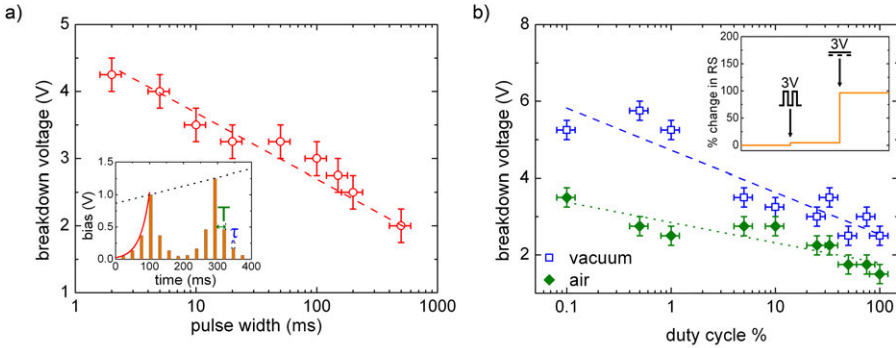 a)
breakdown voltage (V)
5
4
3
2
1
1
10
100
1000
pulse width (ms)
bias (V)
1.5
1.0
0.5
0.0
0
100
200
300
400
time (ms)
T
τ
b)
breakdown voltage (V)
8
6
4
2
0.1
1
10
100
duty cycle %
vacuum
air
% change in RS
200
150
100
50
0
3V
3V